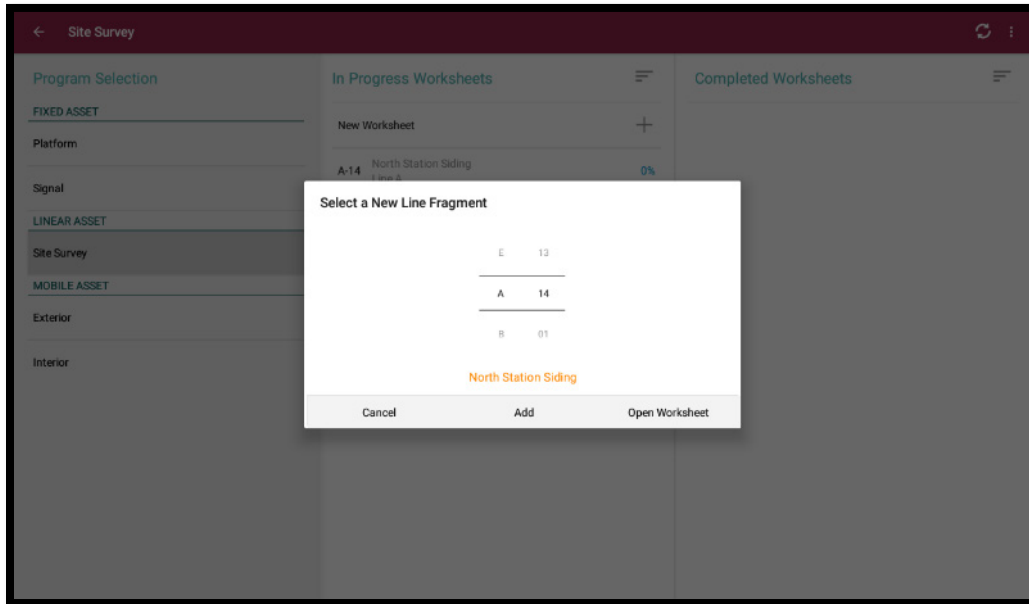 Site Survey
Program Selection
FIXED ASSET
Platform
Signal
LINEAR ASSET
Site Survey
MOBILE ASSET
Exterior
Interior
In Progress Worksheets
New Worksheet
A-14 North Station Siding 0%
Line A
Completed Worksheets
Select a New Line Fragment
E 13
A 14
B 01
North Station Siding
Cancel Add Open Worksheet